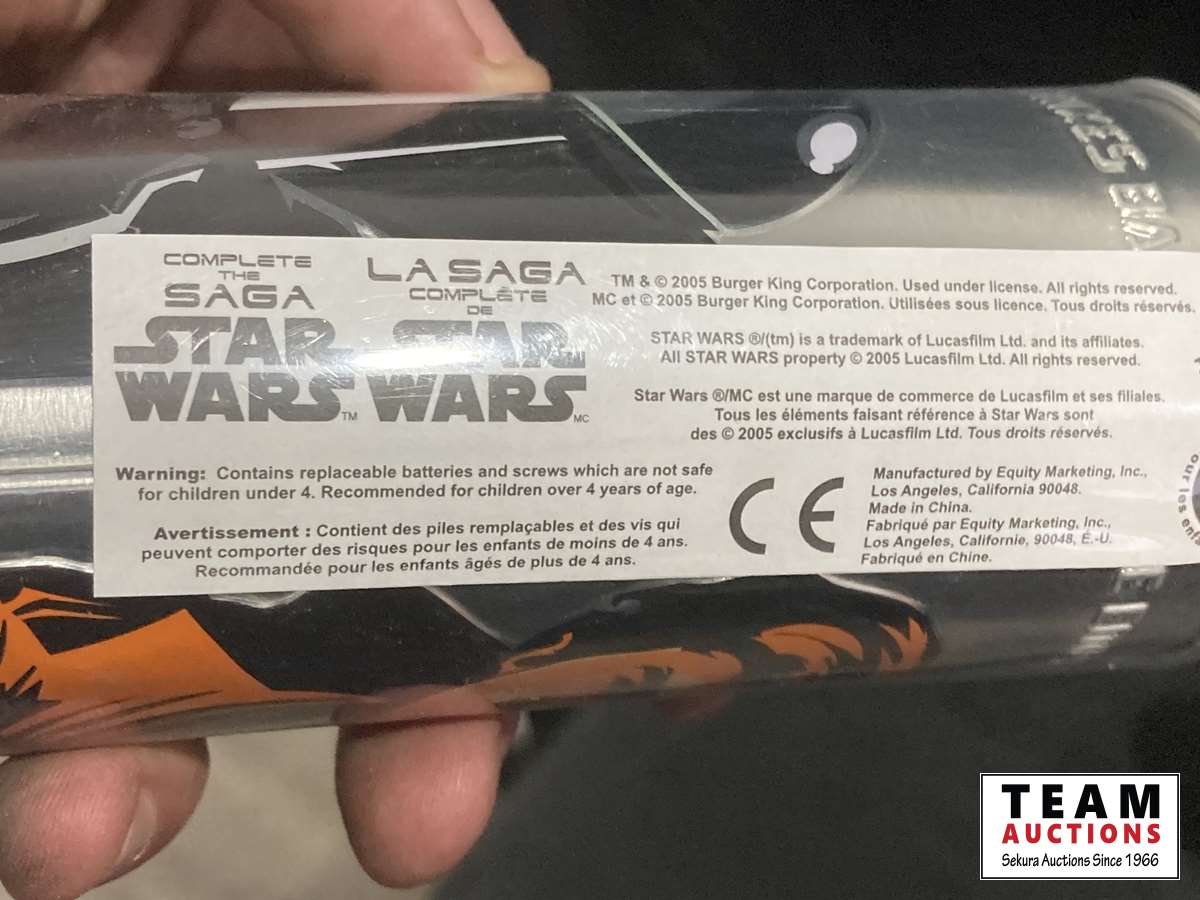 COMPLETE
THE
SAGA
STAR
WARS TM
LA SAGA
COMPLÈTE
DE
STAR
WARS MC
TM & © 2005 Burger King Corporation. Used under license. All rights reserved.
MC et © 2005 Burger King Corporation. Utilisées sous licence. Tous droits réservés.
STAR WARS ®/(tm) is a trademark of Lucasfilm Ltd. and its affiliates.
All STAR WARS property © 2005 Lucasfilm Ltd. All rights reserved.
Star Wars ®/MC est une marque de commerce de Lucasfilm et ses filiales.
Tous les éléments faisant référence à Star Wars sont
des © 2005 exclusifs à Lucasfilm Ltd. Tous droits réservés.
Warning: Contains replaceable batteries and screws which are not safe
for children under 4. Recommended for children over 4 years of age.
Avertissement : Contient des piles remplaçables et des vis qui
peuvent comporter des risques pour les enfants de moins de 4 ans.
Recommandée pour les enfants âgés de plus de 4 ans.
CE
Manufactured by Equity Marketing, Inc.,
Los Angeles, California 90048.
Made in China.
Fabriqué par Equity Marketing, Inc.,
Los Angeles, Californie, 90048, É.-U.
Fabriqué en Chine.
TEAM
AUCTIONS
Sekura Auctions Since 1966